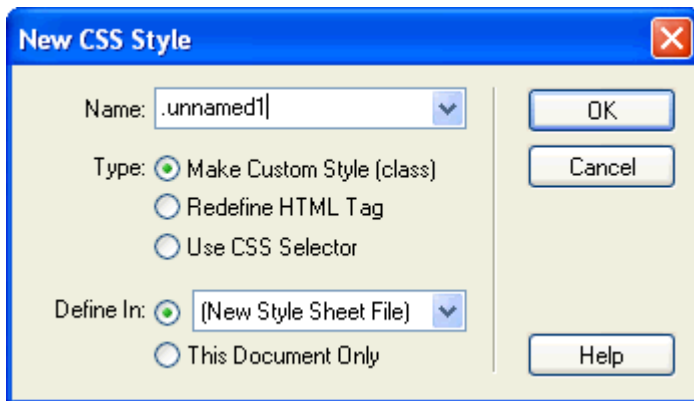 New CSS Style
Name: .unnamed1
OK
Type: Make Custom Style (class)
Cancel
Redefine HTML Tag
Use CSS Selector
Define In: (New Style Sheet File)
This Document Only
Help